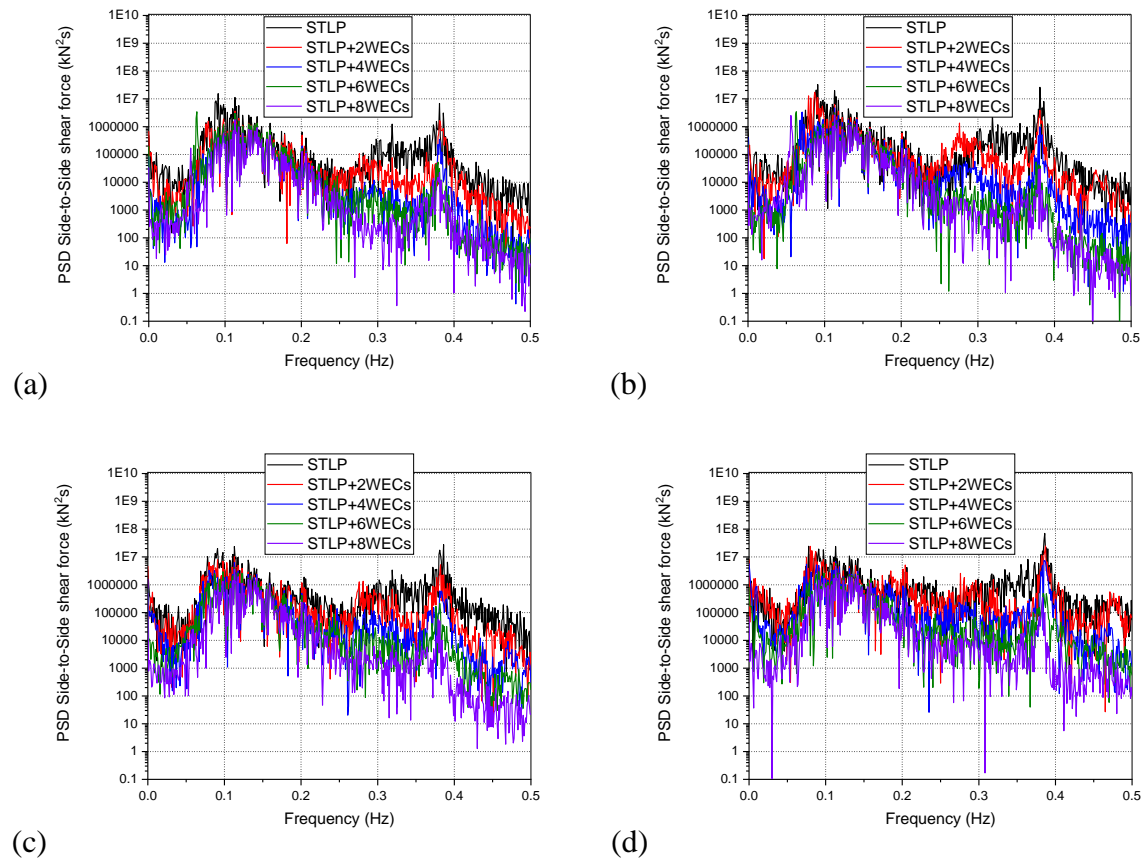 1E10
1E9
1E8
1E7
1000000
100000
10000
1000
100
10
1
0.1
PSD Side-to-Side shear force (kN²s)
STLP
STLP+2WECs
STLP+4WECs
STLP+6WECs
STLP+8WECs
0.0 0.1 0.2 0.3 0.4 0.5
Frequency (Hz)
(a)
1E10
1E9
1E8
1E7
1000000
100000
10000
1000
100
10
1
0.1
PSD Side-to-Side shear force (kN²s)
STLP
STLP+2WECs
STLP+4WECs
STLP+6WECs
STLP+8WECs
0.0 0.1 0.2 0.3 0.4 0.5
Frequency (Hz)
(b)
1E10
1E9
1E8
1E7
1000000
100000
10000
1000
100
10
1
0.1
PSD Side-to-Side shear force (kN²s)
STLP
STLP+2WECs
STLP+4WECs
STLP+6WECs
STLP+8WECs
0.0 0.1 0.2 0.3 0.4 0.5
Frequency (Hz)
(c)
1E10
1E9
1E8
1E7
1000000
100000
10000
1000
100
10
1
0.1
PSD Side-to-Side shear force (kN²s)
STLP
STLP+2WECs
STLP+4WECs
STLP+6WECs
STLP+8WECs
0.0 0.1 0.2 0.3 0.4 0.5
Frequency (Hz)
(d)